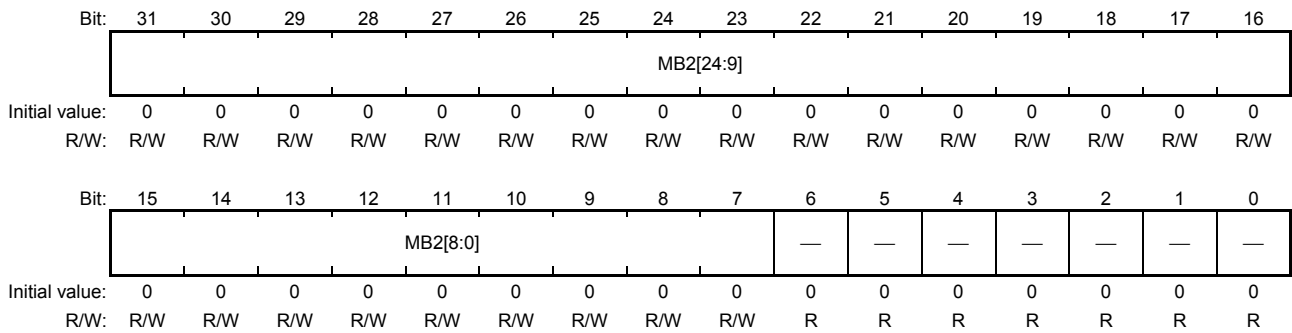 Bit: 31 30 29 28 27 26 25 24 23 22 21 20 19 18 17 16
MB2[24:9]
Initial value: 0 0 0 0 0 0 0 0 0 0 0 0 0 0 0 0
R/W: R/W R/W R/W R/W R/W R/W R/W R/W R/W R/W R/W R/W R/W R/W R/W R/W
Bit: 15 14 13 12 11 10 9 8 7 6 5 4 3 2 1 0
MB2[8:0] — — — — — — —
Initial value: 0 0 0 0 0 0 0 0 0 0 0 0 0 0 0 0
R/W: R/W R/W R/W R/W R/W R/W R/W R/W R/W R R R R R R R